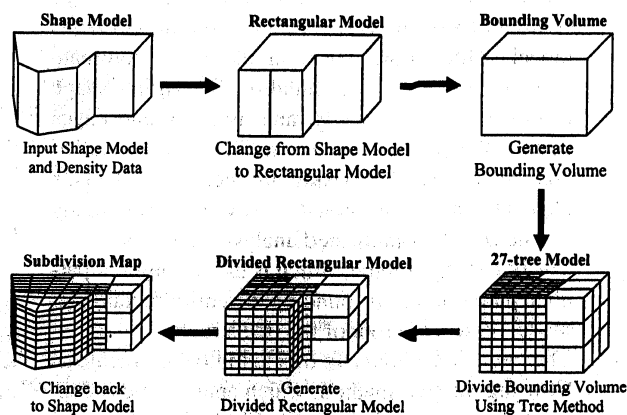 Shape Model
Rectangular Model
Bounding Volume
Input Shape Model
and Density Data
Change from Shape Model
to Rectangular Model
Generate
Bounding Volume
Subdivision Map
Divided Rectangular Model
27-tree Model
Change back
to Shape Model
Generate
Divided Rectangular Model
Divide Bounding Volume
Using Tree Method